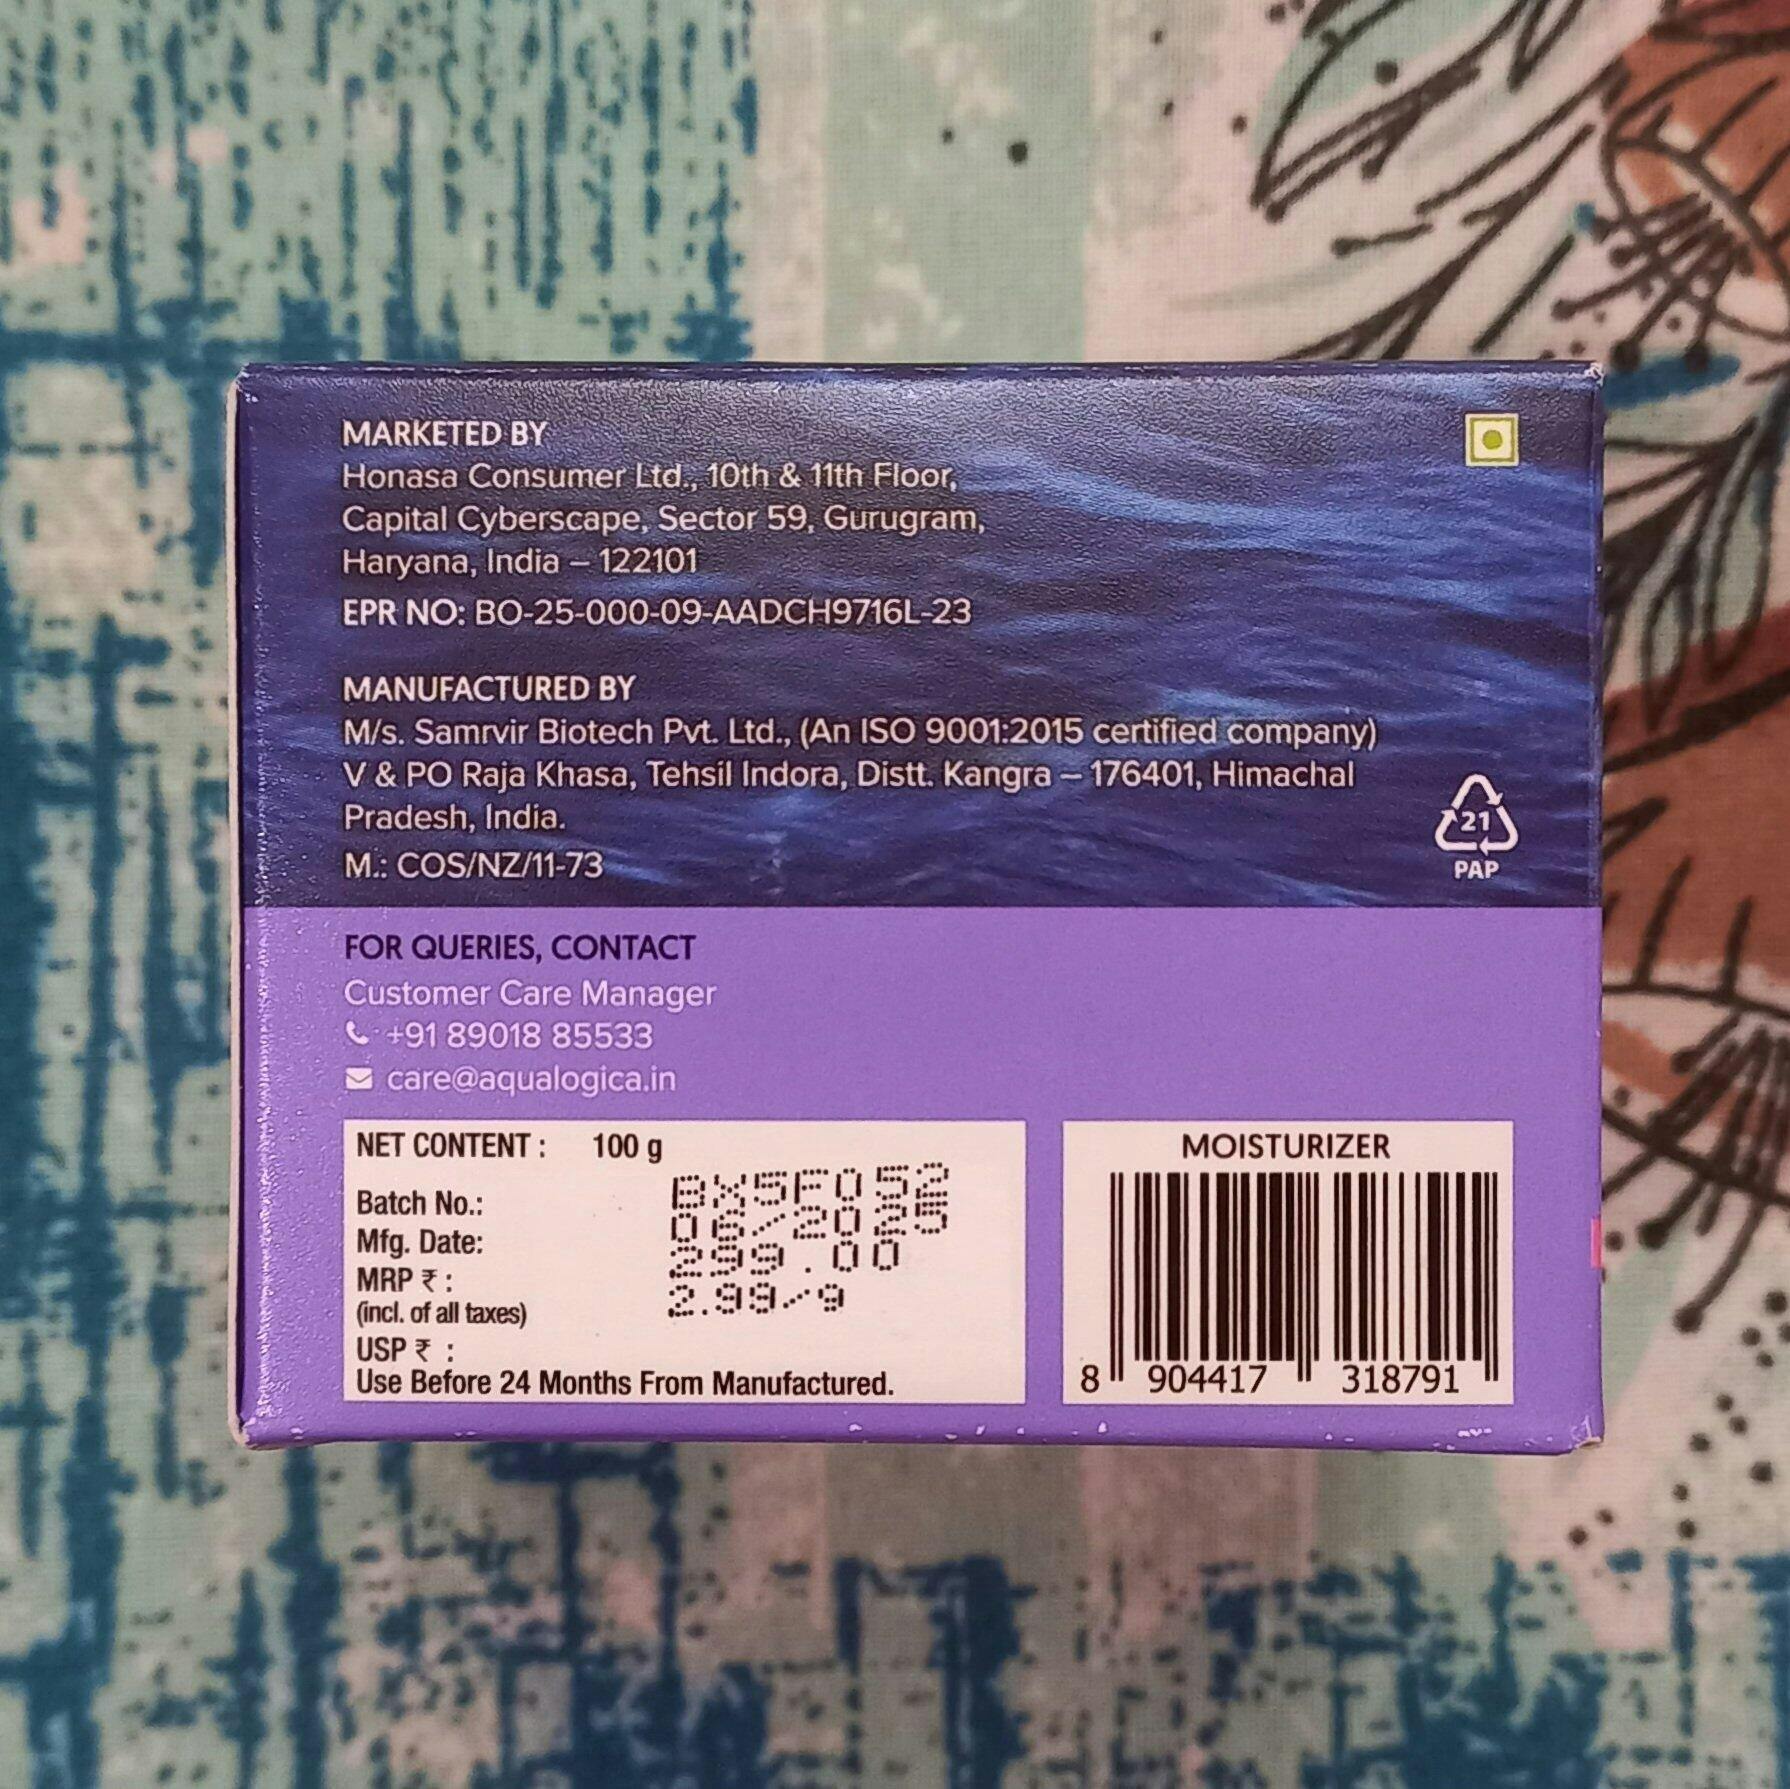 MARKETED BY
Honasa Consumer Ltd., 10th & 11th Floor,
Capital Cyberscape, Sector 59, Gurugram,
Haryana, India – 122101
EPR NO: BO-25-000-09-AADCH9716L-23
MANUFACTURED BY
M/s. Samrvir Biotech Pvt. Ltd., (An ISO 9001:2015 certified company)
V & PO Raja Khasa, Tehsil Indora, Distt. Kangra – 176401, Himachal
Pradesh, India.
M.: COS/NZ/11-73
21
PAP
FOR QUERIES, CONTACT
Customer Care Manager
+91 89018 85533
care@aqualogica.in
NET CONTENT : 100 g
Batch No.: BX5F052
Mfg. Date: 06/2025
MRP ₹ : 299.00
(incl. of all taxes)
USP ₹ : 2.99/g
Use Before 24 Months From Manufactured.
MOISTURIZER
8 904417 318791